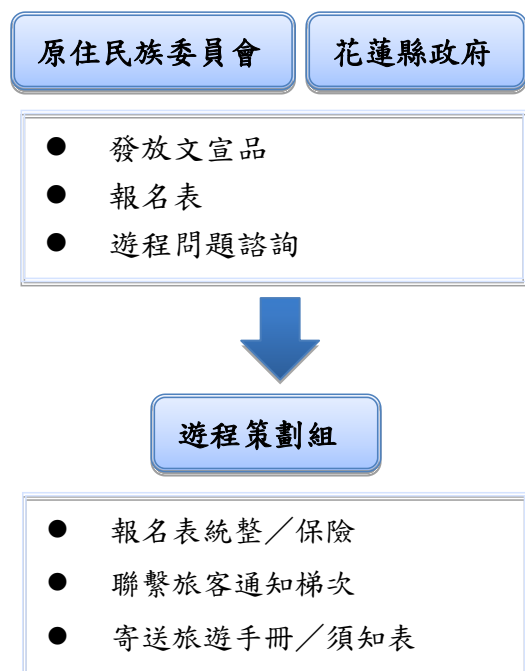 原住民族委員會 花蓮縣政府
● 發放文宣品
● 報名表
● 遊程問題諮詢
遊程策劃組
● 報名表統整／保險
● 聯繫旅客通知梯次
● 寄送旅遊手冊／須知表